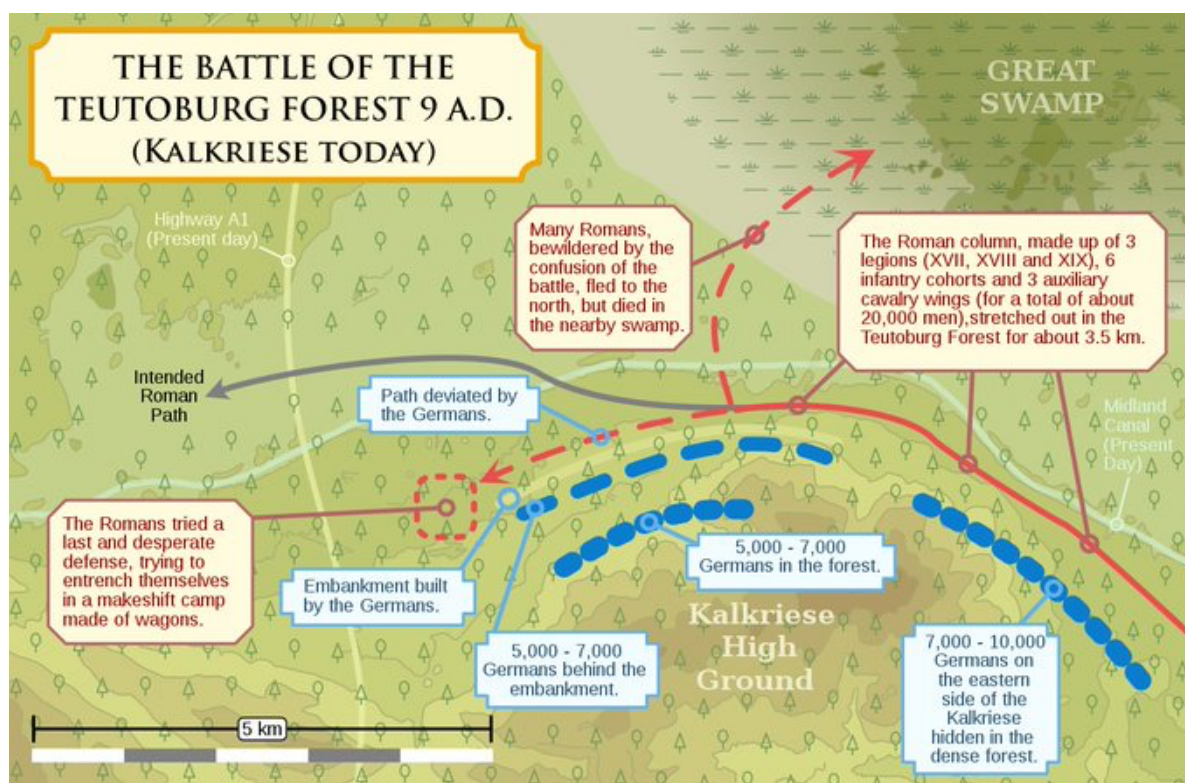 THE BATTLE OF THE
TEUTOBURG FOREST 9 A.D.
(KALKRIESE TODAY)
GREAT
SWAMP
Highway A1
(Present day)
Many Romans,
bewildered by the
confusion of the
battle, fled to the
north, but died in
the nearby swamp.
The Roman column, made up of 3
legions (XVII, XVIII and XIX), 6
infantry cohorts and 3 auxiliary
cavalry wings (for a total of about
20,000 men),stretched out in the
Teutoburg Forest for about 3.5 km.
Intended
Roman
Path
Path deviated by
the Germans.
Midland
Canal
(Present
Day)
The Romans tried a
last and desperate
defense, trying to
entrench themselves
in a makeshift camp
made of wagons.
Embankment built
by the Germans.
5,000 - 7,000
Germans in the forest.
5,000 - 7,000
Germans behind the
embankment.
Kalkriese
High
Ground
7,000 - 10,000
Germans on
the eastern
side of the
Kalkriese
hidden in the
dense forest.
5 km